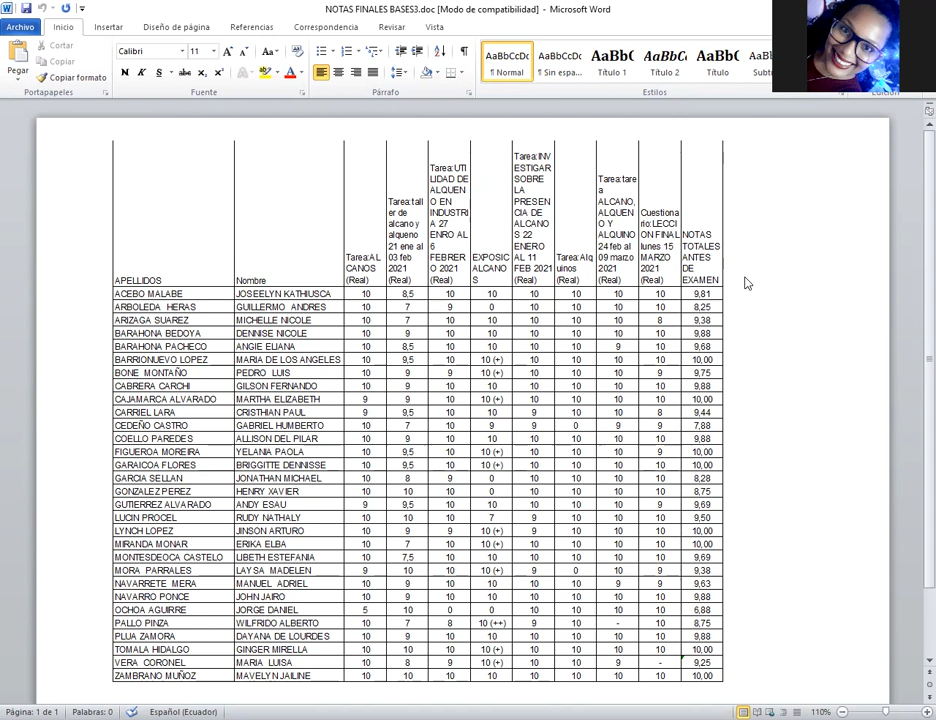 NOTAS FINALES BASES3.doc [Modo de compatibilidad] - Microsoft Word
Archivo Inicio Insertar Diseño de página Referencias Correspondencia Revisar Vista
Cortar
Copiar
Copiar formato
Pegar
Portapapeles
Calibri 11
Fuente
Párrafo
AaBbCcDc AaBbCcDc AaBbC AaBbCc AaBbC
¶ Normal ¶ Sin espa... Título 1 Título 2 Título Subtí
Estilos
Edición
APELLIDOS
Nombre
Tarea:AL
CANOS
(Real)
Tarea:tall
er de
alcano y
alqueno
21 ene al
03 feb
2021
(Real)
Tarea:UTI
LIDAD DE
ALQUEN
O EN
INDUSTRI
A 27
ENRO AL
6
FEBRER
O 2021
(Real)
EXPOSIC
ALCANO
S
Tarea:INV
ESTIGAR
SOBRE
LA
PRESEN
CIA DE
ALCANO
S 22
ENERO
AL 11
FEB 2021
(Real)
Tarea:Alq
uinos
(Real)
Tarea:tare
a
ALCANO,
ALQUEN
O Y
ALQUINO
24 feb al
09 marzo
2021
(Real)
Cuestiona
rio:LECCI
ON FINAL
lunes 15
MARZO
2021
(Real)
NOTAS
TOTALES
ANTES
DE
EXAMEN
ACEBO MALABE JOSEELYN KATHIUSCA 10 8,5 10 10 10 10 10 10 9,81
ARBOLEDA HERAS GUILLERMO ANDRES 10 7 9 0 10 10 10 10 8,25
ARIZAGA SUAREZ MICHELLE NICOLE 10 7 10 10 10 10 10 8 9,38
BARAHONA BEDOYA DENNISE NICOLE 10 9 10 10 10 10 10 10 9,88
BARAHONA PACHECO ANGIE ELIANA 10 8,5 10 10 10 10 9 10 9,68
BARRIONUEVO LOPEZ MARIA DE LOS ANGELES 10 9,5 10 10 (+) 10 10 10 10 10,00
BONE MONTAÑO PEDRO LUIS 10 9 9 10 (+) 10 10 10 9 9,75
CABRERA CARCHI GILSON FERNANDO 10 9 10 10 10 10 10 10 9,88
CAJAMARCA ALVARADO MARTHA ELIZABETH 9 9 10 10 (+) 10 10 10 10 10,00
CARRIEL LARA CRISTHIAN PAUL 9 9,5 10 10 9 10 10 8 9,44
CEDEÑO CASTRO GABRIEL HUMBERTO 10 7 10 9 9 0 9 9 7,88
COELLO PAREDES ALLISON DEL PILAR 10 9 10 10 10 10 10 10 9,88
FIGUEROA MOREIRA YELANIA PAOLA 10 9,5 10 10 (+) 10 10 10 9 10,00
GARAICOA FLORES BRIGGITTE DENNISSE 10 9,5 10 10 (+) 10 10 10 10 10,00
GARCIA SELLAN JONATHAN MICHAEL 10 8 9 0 10 10 10 9 8,28
GONZALEZ PEREZ HENRY XAVIER 10 10 10 0 10 10 10 10 8,75
GUTIERREZ ALVARADO ANDY ESAU 9 9,5 10 10 10 10 10 9 9,69
LUCIN PROCEL RUDY NATHALY 10 10 10 7 9 10 10 10 9,50
LYNCH LOPEZ JINSON ARTURO 10 9 9 10 (+) 9 10 10 10 10,00
MIRANDA MONAR ERIKA ELBA 10 7 10 10 (+) 10 10 10 10 10,00
MONTESDEOCA CASTELO LIBETH ESTEFANIA 10 7,5 10 10 10 10 10 10 9,69
MORA PARRALES LAYSA MADELEN 9 10 10 10 (+) 9 0 10 10 9,38
NAVARRETE MERA MANUEL ADRIEL 10 9 10 10 10 10 9 9 9,63
NAVARRO PONCE JOHN JAIRO 10 9 10 10 10 10 10 10 9,88
OCHOA AGUIRRE JORGE DANIEL 5 10 0 0 10 10 10 10 6,88
PALLO PINZA WILFRIDO ALBERTO 10 7 8 10 (++) 9 10 - 10 8,75
PLUA ZAMORA DAYANA DE LOURDES 10 9 10 10 10 10 10 10 9,88
TOMALA HIDALGO GINGER MIRELLA 10 10 10 10 (+) 10 10 10 10 10,00
VERA CORONEL MARIA LUISA 10 8 9 10 (+) 10 10 9 - 9,25
ZAMBRANO MUÑOZ MAVELYN JAILINE 10 10 10 10 10 10 10 10 10,00
Página: 1 de 1 Palabras: 0 Español (Ecuador) 110%